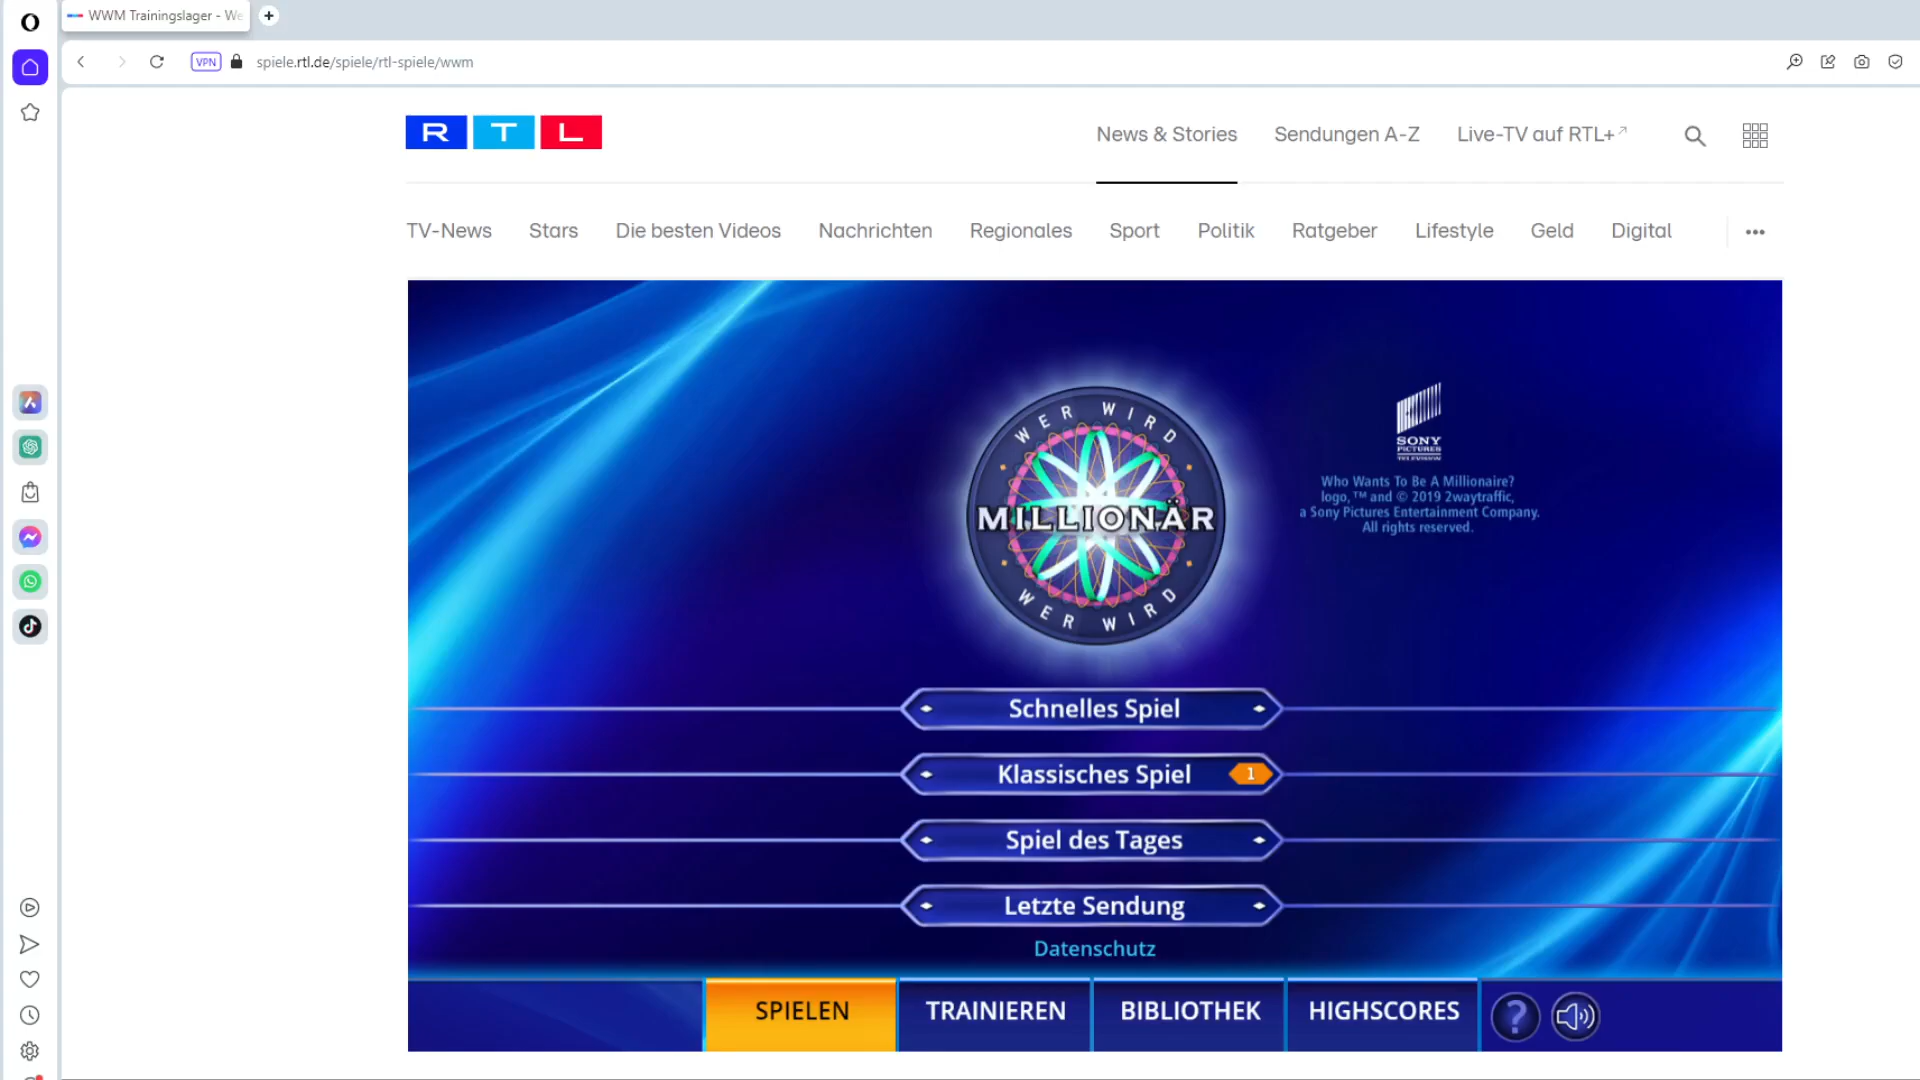 WWM Trainingslager - We
VPN
spiele.rtl.de/spiele/rtl-spiele/wwm
R T L
News & Stories
Sendungen A-Z
Live-TV auf RTL+
TV-News
Stars
Die besten Videos
Nachrichten
Regionales
Sport
Politik
Ratgeber
Lifestyle
Geld
Digital
WER WIRD
MILLIONÄR
WER WIRD
SONY
PICTURES
TELEVISION
Who Wants To Be A Millionaire?
logo,™ and © 2019 2waytraffic,
a Sony Pictures Entertainment Company.
All rights reserved.
Schnelles Spiel
Klassisches Spiel 1
Spiel des Tages
Letzte Sendung
Datenschutz
SPIELEN
TRAINIEREN
BIBLIOTHEK
HIGHSCORES
?